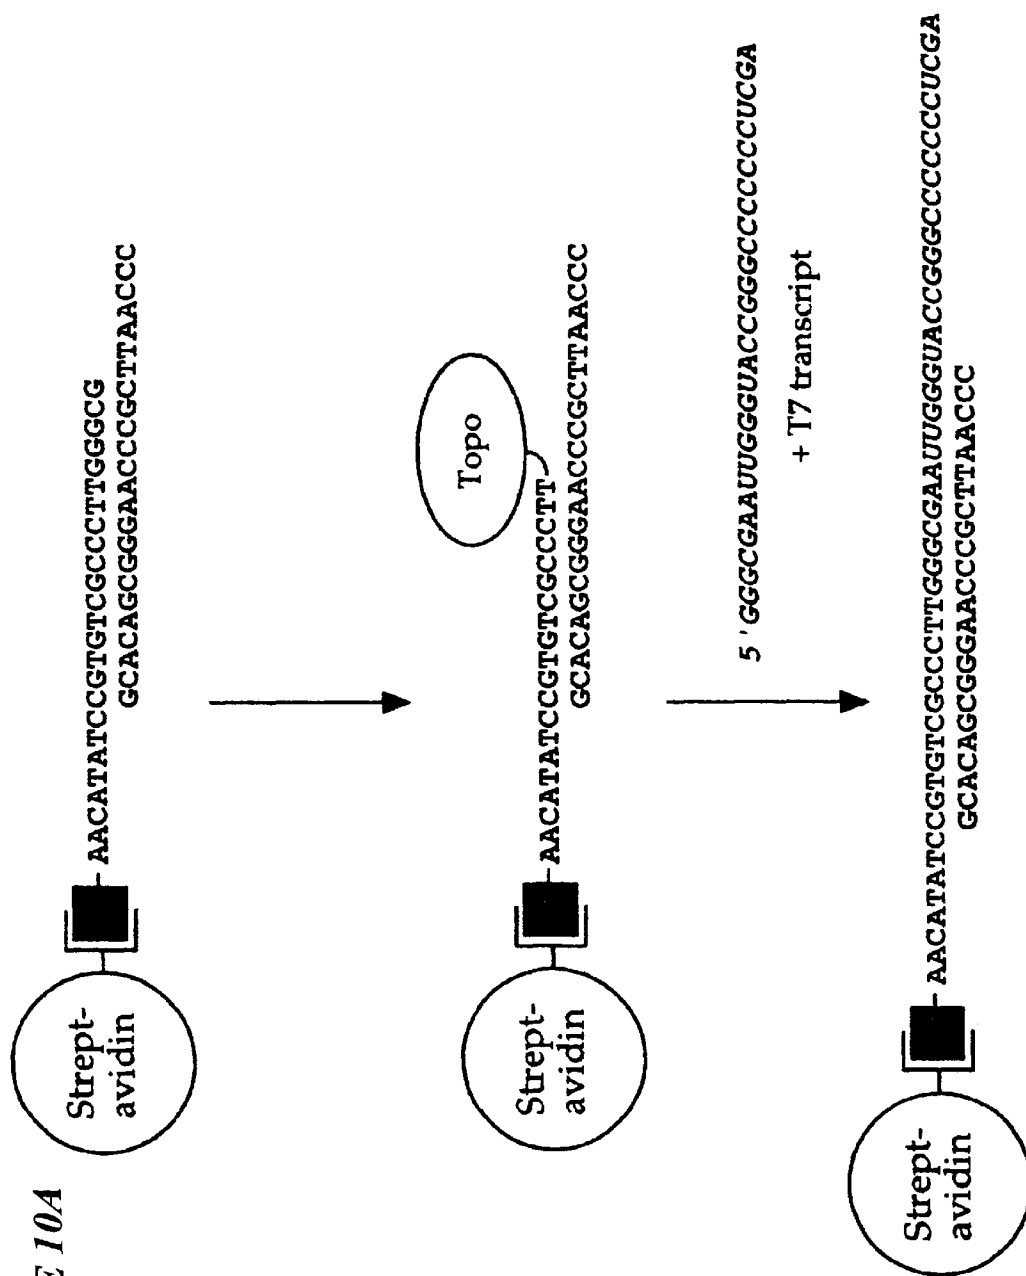 E 10A
Strept-
avidin
AACATATCCGTGTCGCCCTTGGGCG
GCACAGCGGGAACCCGCTTAACCC
Topo
Strept-
avidin
AACATATCCGTGTCGCCCTT-
GCACAGCGGGAACCCGCTTAACCC
5'GGGCGAAUUGGGUACCGGGCCCCCCCUCGA
+ T7 transcript
Strept-
avidin
AACATATCCGTGTCGCCCTTGGGCGAAUUGGGUACCGGGCCCCCCCUCGA
GCACAGCGGGAACCCGCTTAACCC